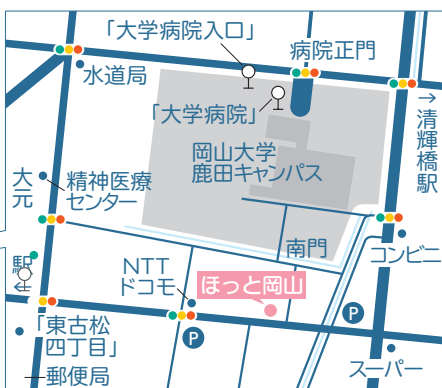 「大学病院入口」
病院正門
水道局
「大学病院」
→清輝橋駅
岡山大学
鹿田キャンパス
大元駅←
精神医療
センター
南門
コンビニ
NTT
ドコモ
ほっと岡山
P
P
「東古松
四丁目」
郵便局
スーパー